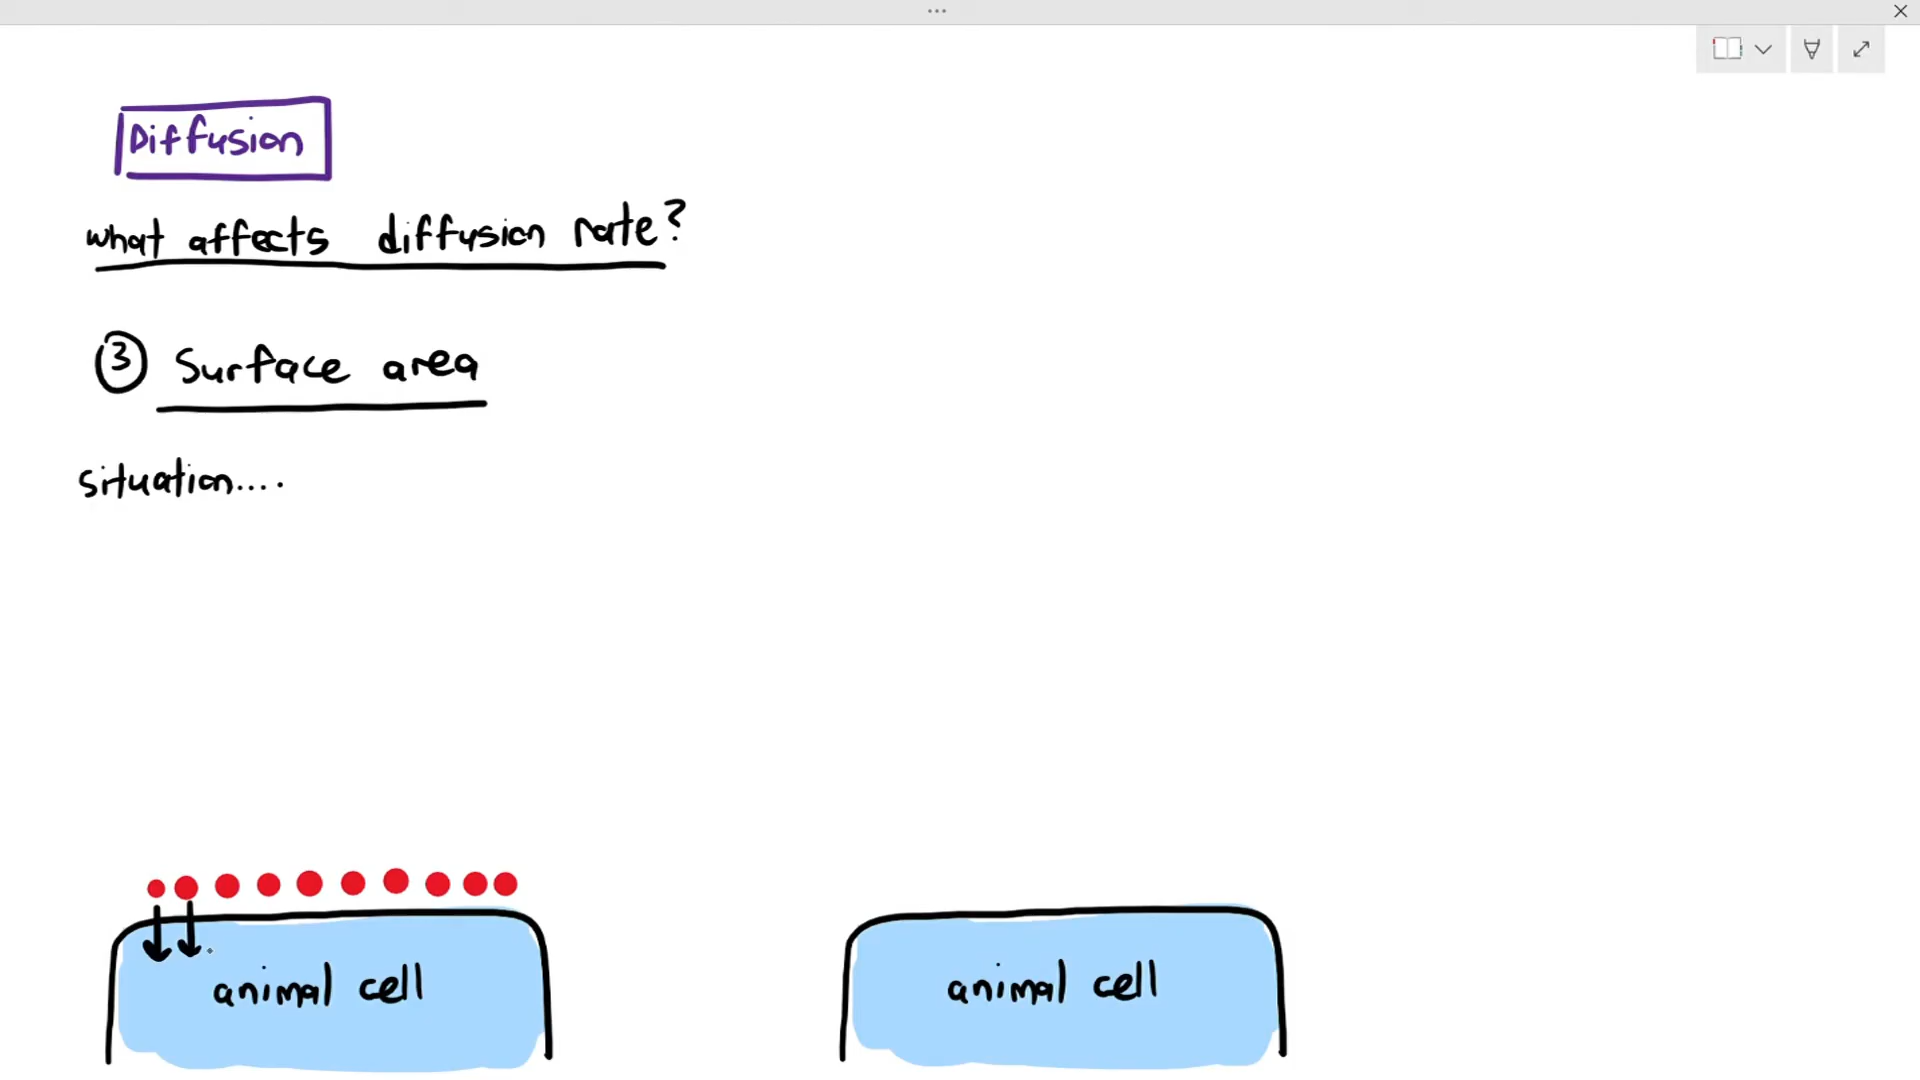 Diffusion
what affects diffusion rate?
③ Surface area
situation....
animal cell
animal cell